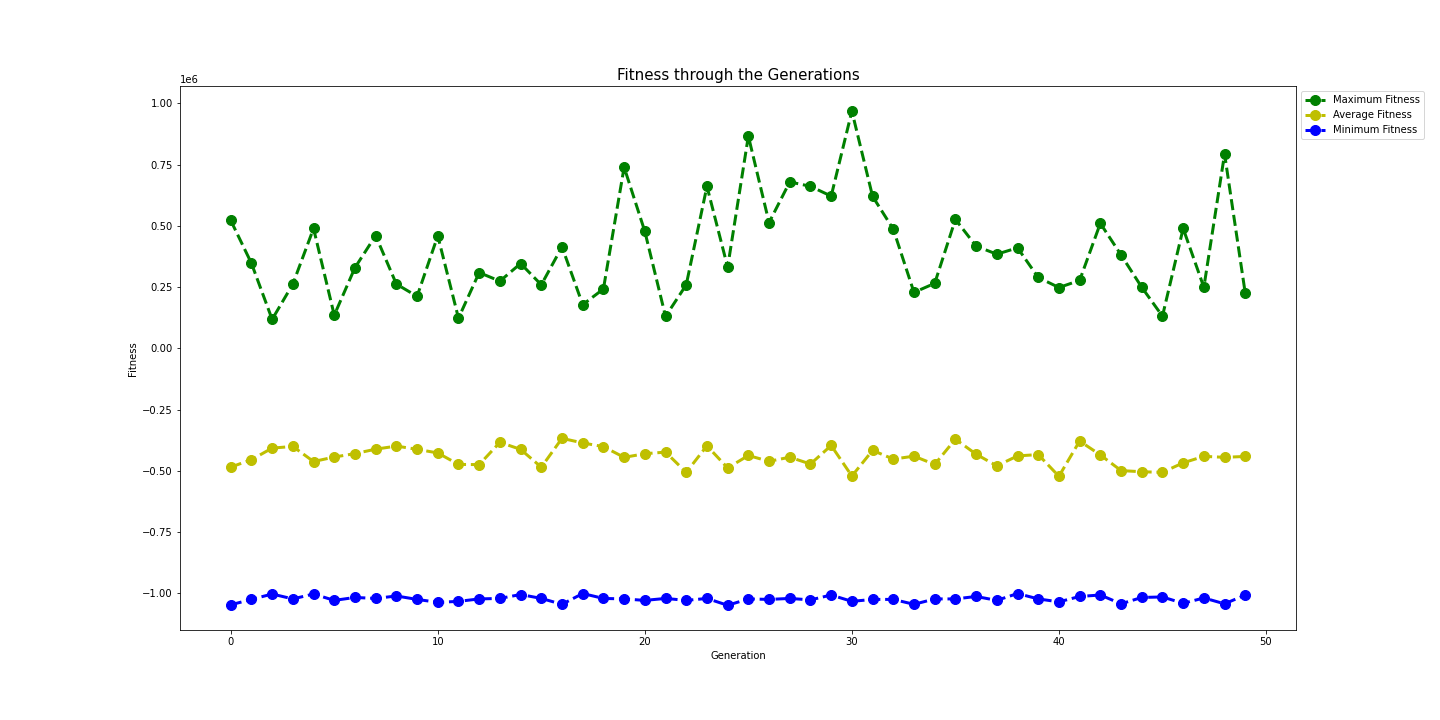 Fitness through the Generations
1e6
Maximum Fitness
Average Fitness
Minimum Fitness
1.00
0.75
0.50
0.25
0.00
−0.25
−0.50
−0.75
−1.00
Fitness
0 10 20 30 40 50
Generation